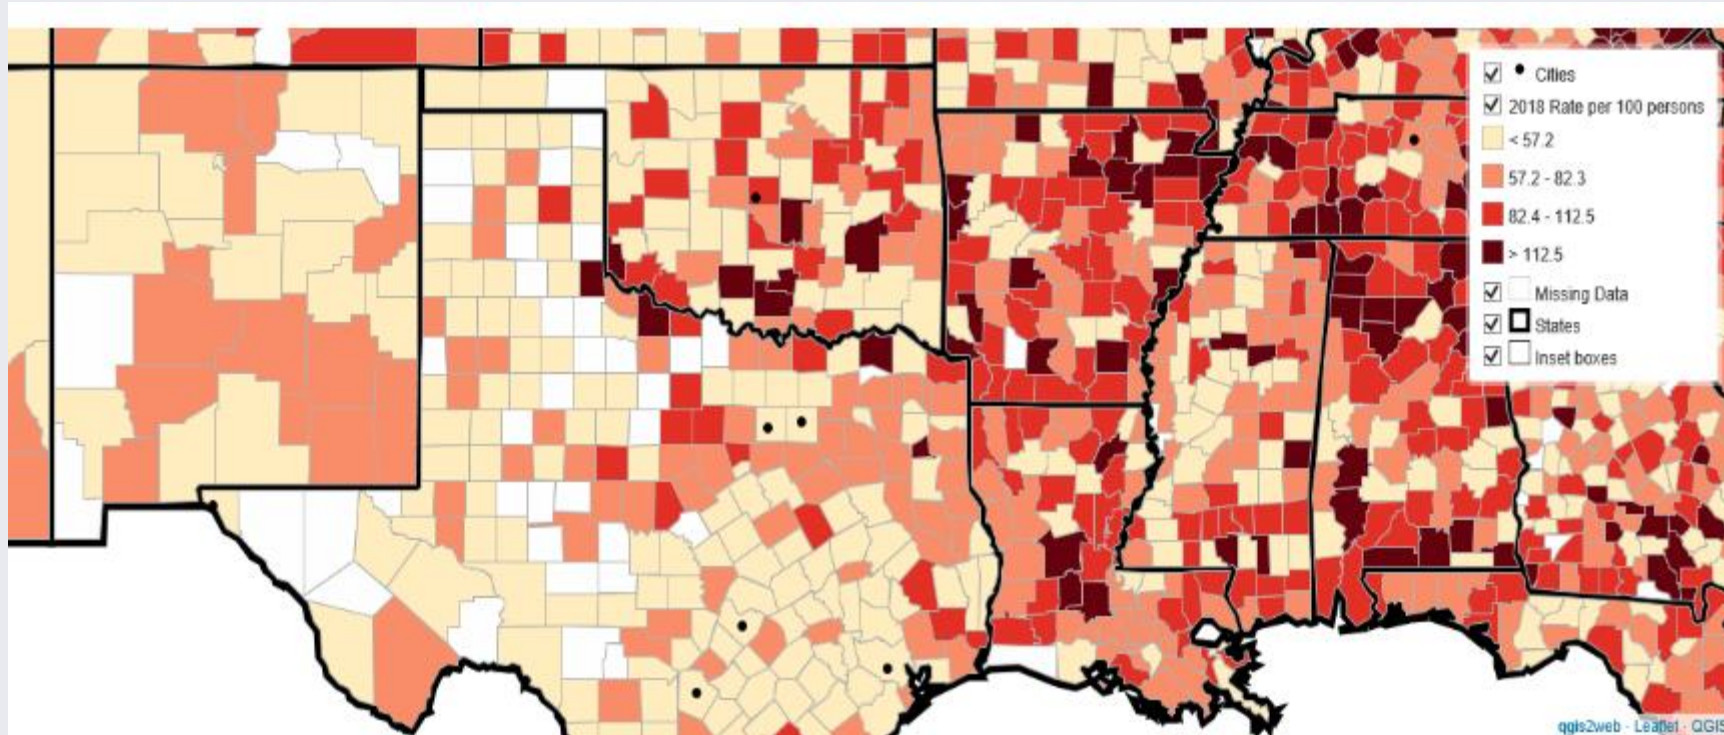 Cities
2018 Rate per 100 persons
< 57.2
57.2 - 82.3
82.4 - 112.5
> 112.5
Missing Data
States
Inset boxes
qgis2web · Leaflet · QGIS